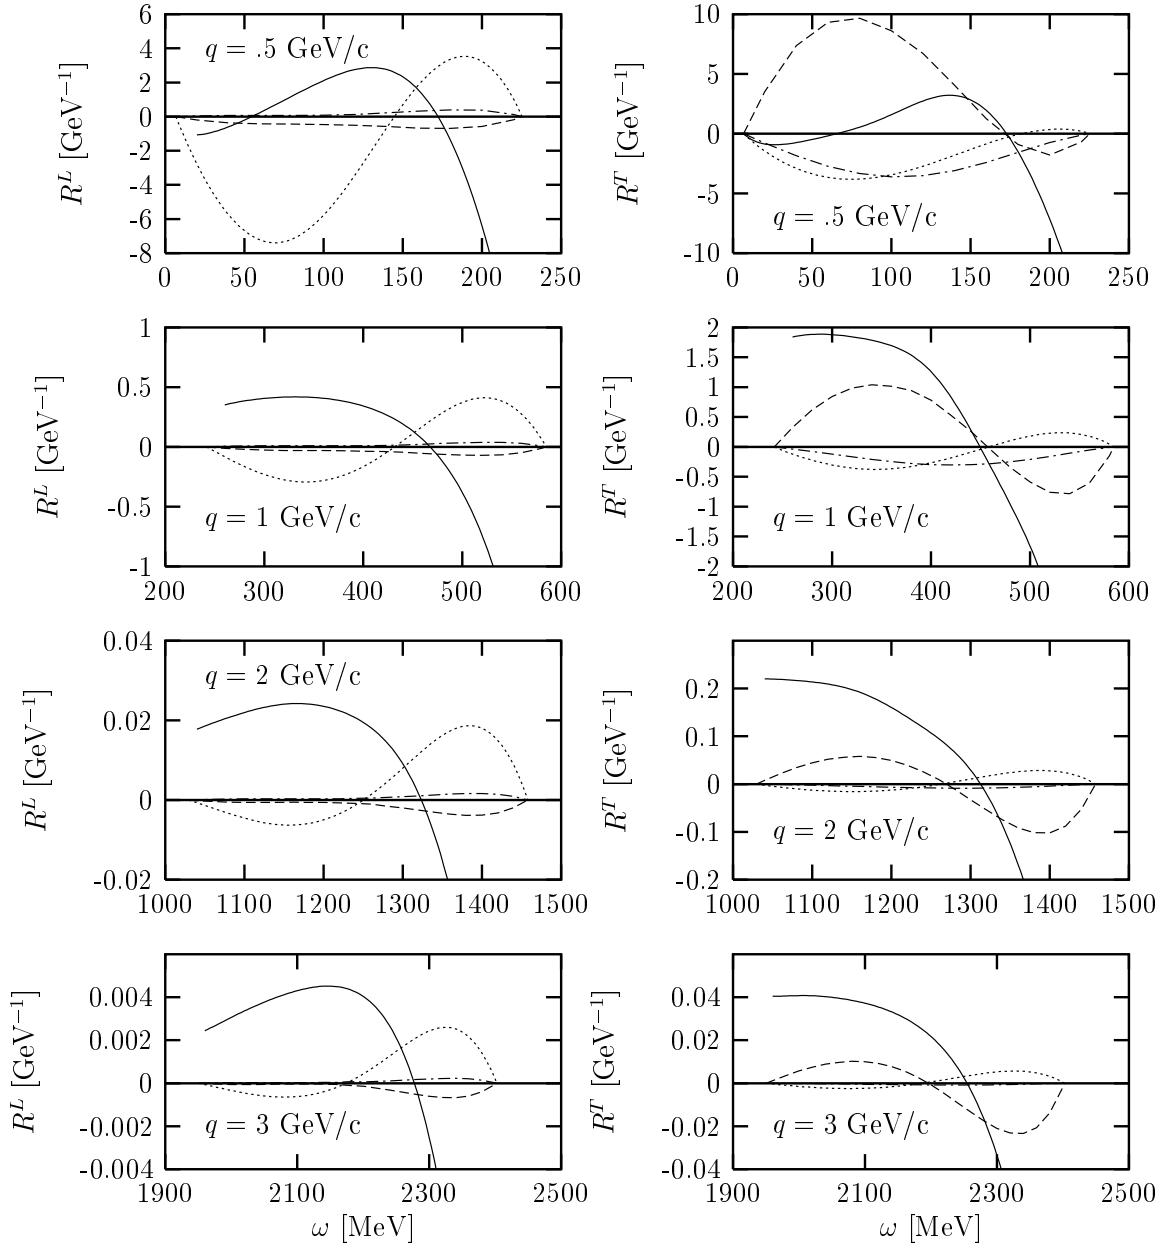 6
4
2
0
-2
-4
-6
-8
0 50 100 150 200 250
R^L [GeV^−1]
q = .5 GeV/c
10
5
0
-5
-10
0 50 100 150 200 250
R^T [GeV^−1]
q = .5 GeV/c
1
0.5
0
-0.5
-1
200 300 400 500 600
R^L [GeV^−1]
q = 1 GeV/c
2
1.5
1
0.5
0
-0.5
-1
-1.5
-2
200 300 400 500 600
R^T [GeV^−1]
q = 1 GeV/c
0.04
0.02
0
-0.02
1000 1100 1200 1300 1400 1500
R^L [GeV^−1]
q = 2 GeV/c
0.2
0.1
0
-0.1
-0.2
1000 1100 1200 1300 1400 1500
R^T [GeV^−1]
q = 2 GeV/c
0.004
0.002
0
-0.002
-0.004
1900 2100 2300 2500
R^L [GeV^−1]
q = 3 GeV/c
ω [MeV]
0.04
0.02
0
-0.02
-0.04
1900 2100 2300 2500
R^T [GeV^−1]
q = 3 GeV/c
ω [MeV]